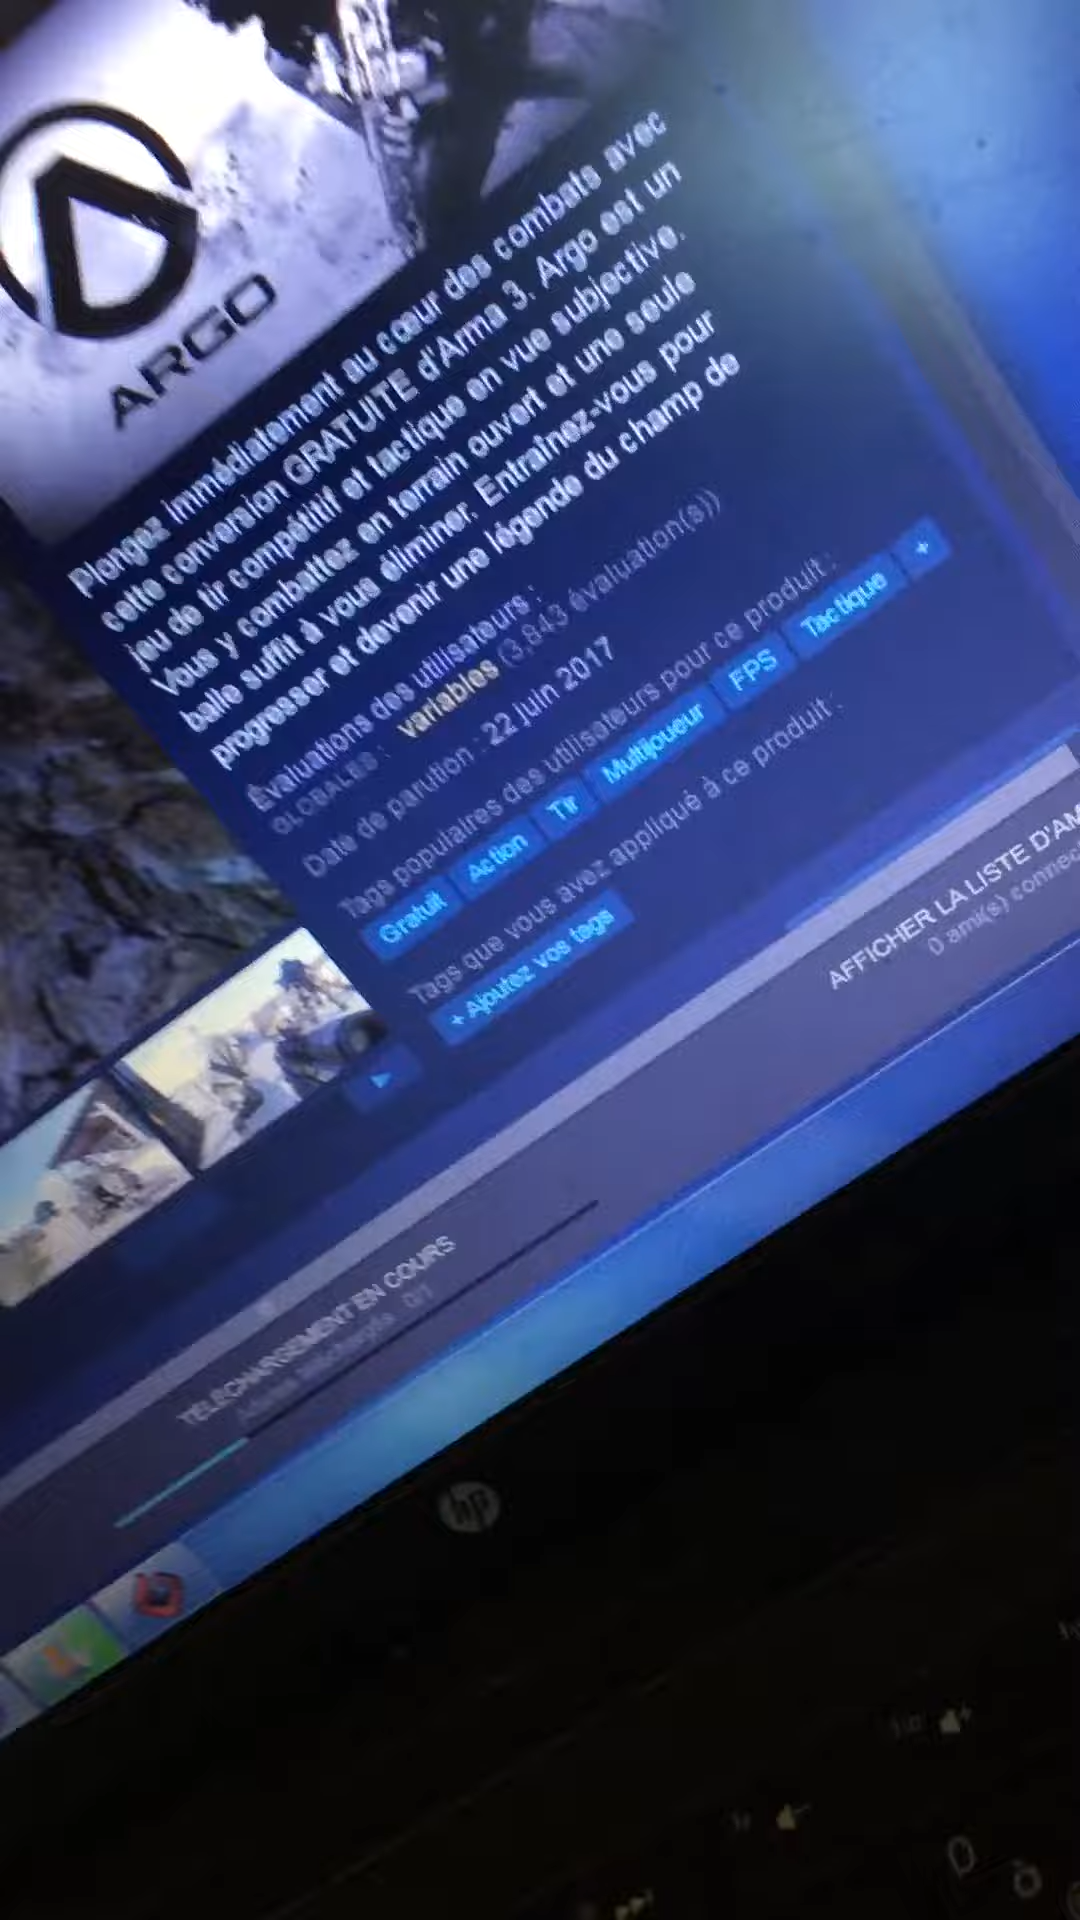 ARGO
Plongez immédiatement au cœur des combats avec
cette conversion GRATUITE d'Arma 3. Argo est un
jeu de tir compétitif et tactique en vue subjective.
Vous y combattez en terrain ouvert et une seule
balle suffit à vous éliminer. Entraînez-vous pour
progresser et devenir une légende du champ de
Évaluations des utilisateurs :
GLOBALES : variables (3,843 évaluation(s))
Date de parution : 22 juin 2017
Tags populaires des utilisateurs pour ce produit :
Gratuit Action Tir Multijoueur FPS Tactique +
Tags que vous avez appliqué à ce produit :
+ Ajoutez vos tags
AFFICHER LA LISTE D'AM
0 ami(s) connec
TÉLÉCHARGEMENT EN COURS
hp